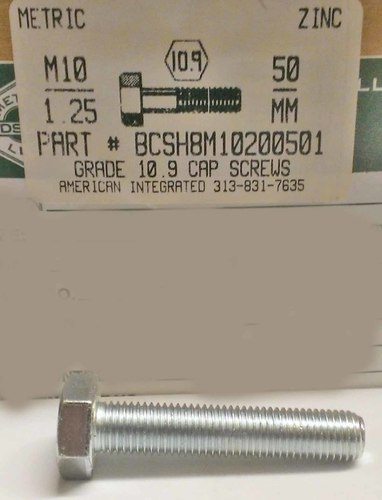 METRIC ZINC
M10 10.9 50
1.25 MM
PART # BCSH8M10200501
GRADE 10.9 CAP SCREWS
AMERICAN INTEGRATED 313-831-7635